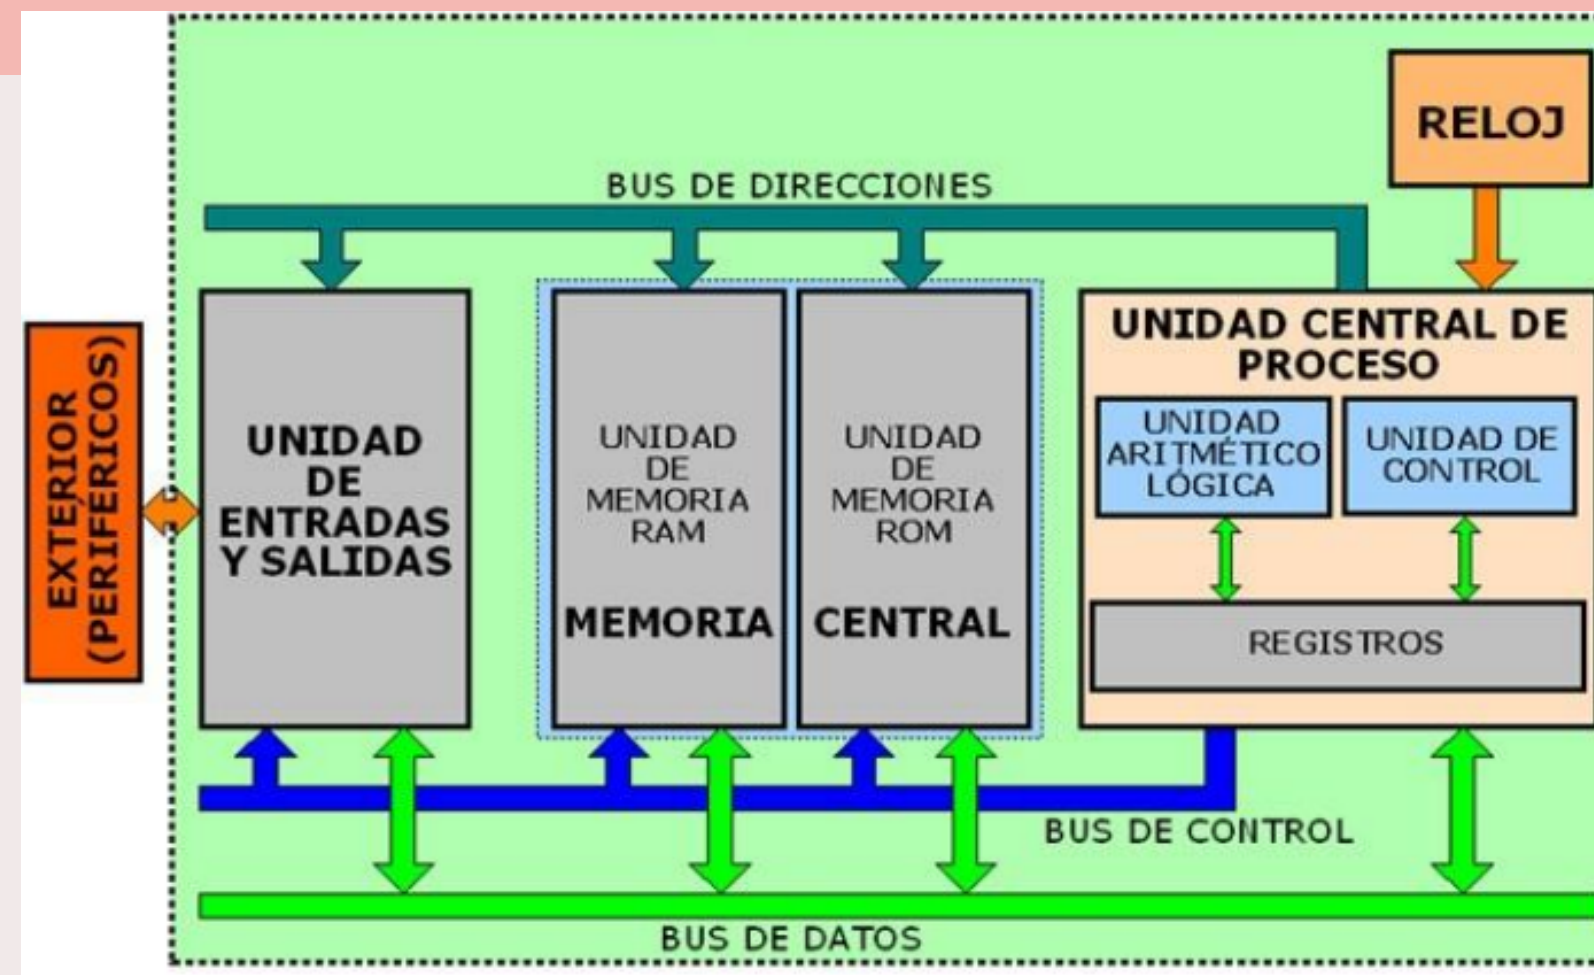 RELOJ
BUS DE DIRECCIONES
EXTERIOR
(PERIFÉRICOS)
UNIDAD
DE
ENTRADAS
Y SALIDAS
UNIDAD
DE
MEMORIA
RAM
MEMORIA
UNIDAD
DE
MEMORIA
ROM
CENTRAL
UNIDAD CENTRAL DE
PROCESO
UNIDAD
ARITMÉTICO
LÓGICA
UNIDAD DE
CONTROL
REGISTROS
BUS DE CONTROL
BUS DE DATOS